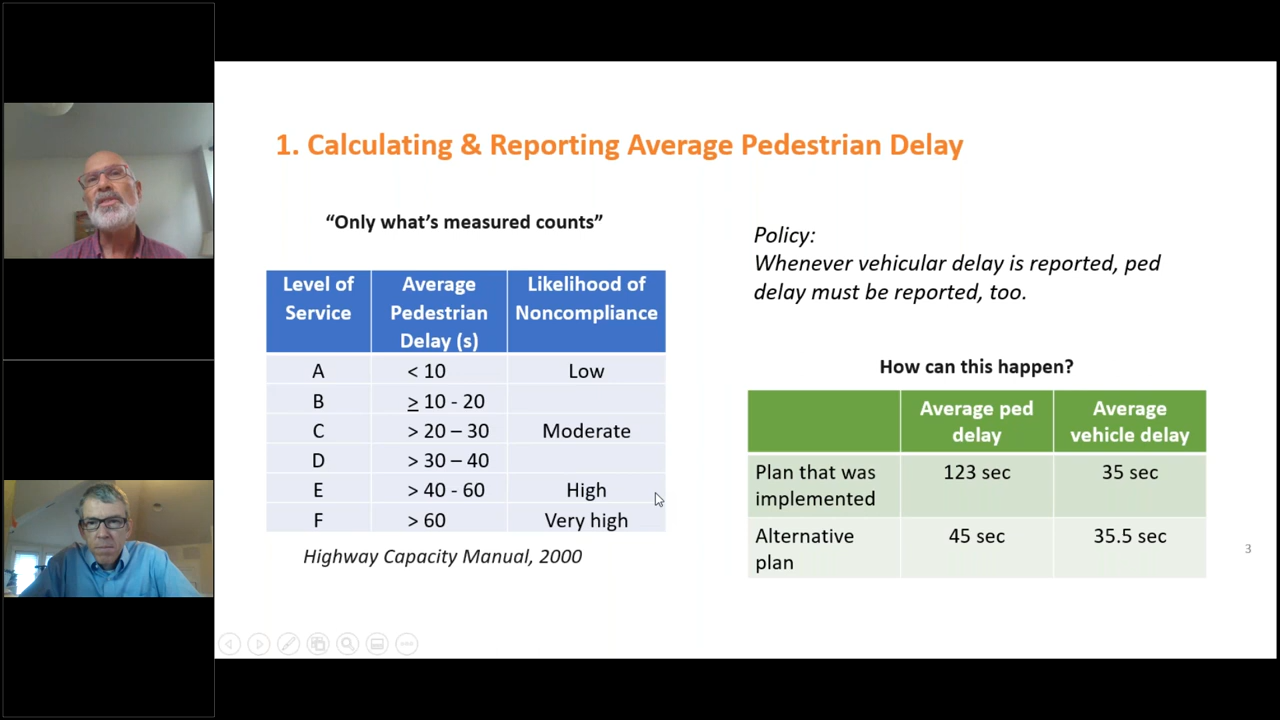 1. Calculating & Reporting Average Pedestrian Delay
“Only what’s measured counts”
Level of Service Average Pedestrian Delay (s) Likelihood of Noncompliance
A < 10 Low
B ≥ 10 - 20
C > 20 – 30 Moderate
D > 30 – 40
E > 40 - 60 High
F > 60 Very high
Highway Capacity Manual, 2000
Policy:
Whenever vehicular delay is reported, ped
delay must be reported, too.
How can this happen?
Average ped delay Average vehicle delay
Plan that was implemented 123 sec 35 sec
Alternative plan 45 sec 35.5 sec
3